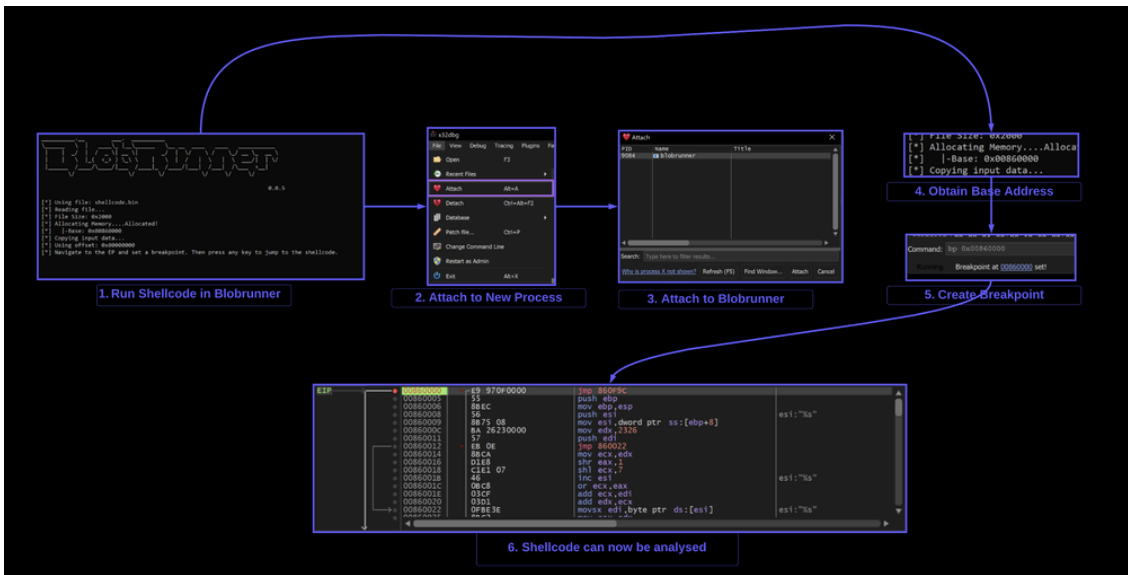 BlobRunner
0.0.5
[*] Using file: shellcode.bin
[*] Reading file...
[*] File Size: 0x2000
[*] Allocating Memory....Allocated!
[*] |-Base: 0x00860000
[*] Copying input data...
[*] Using offset: 0x00000000
[*] Navigate to the EP and set a breakpoint. Then press any key to jump to the shellcode.
1. Run Shellcode in Blobrunner
x32dbg
File View Debug Tracing Plugins Fa
Open F3
Recent Files
Attach Alt+A
Detach Ctrl+Alt+F2
Database
Patch file... Ctrl+P
Change Command Line
Restart as Admin
Exit Alt+X
2. Attach to New Process
Attach
PID Name Title
9084 blobrunner
Search: Type here to filter results...
Why is process X not shown? Refresh (F5) Find Window... Attach Cancel
3. Attach to Blobrunner
[*] File Size: 0x2000
[*] Allocating Memory....Alloca
[*] |-Base: 0x00860000
[*] Copying input data...
4. Obtain Base Address
Command: bp 0x00860000
Running Breakpoint at 00860000 set!
5. Create Breakpoint
EIP 00860000 E9 970F0000 jmp 860F9C
00860005 55 push ebp
00860006 8BEC mov ebp,esp
00860008 56 push esi esi:"%s"
00860009 8B75 08 mov esi,dword ptr ss:[ebp+8]
0086000C BA 26230000 mov edx,2326
00860011 57 push edi
00860012 EB 0E jmp 860022
00860014 8BCA mov ecx,edx
00860016 D1E8 shr eax,1
00860018 C1E1 07 shl ecx,7
0086001B 46 inc esi esi:"%s"
0086001C 0BC8 or ecx,eax
0086001E 03CF add ecx,edi
00860020 03D1 add edx,ecx
00860022 0FBE3E movsx edi,byte ptr ds:[esi] esi:"%s"
6. Shellcode can now be analysed